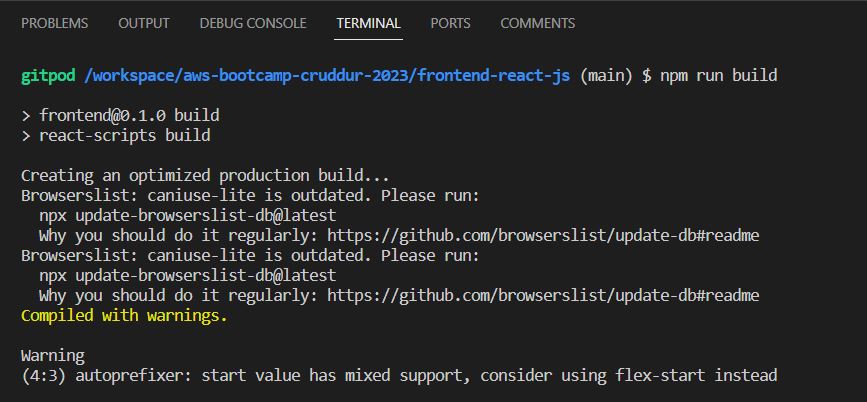 PROBLEMS OUTPUT DEBUG CONSOLE TERMINAL PORTS COMMENTS
gitpod /workspace/aws-bootcamp-cruddur-2023/frontend-react-js (main) $ npm run build
> frontend@0.1.0 build
> react-scripts build
Creating an optimized production build...
Browserslist: caniuse-lite is outdated. Please run:
  npx update-browserslist-db@latest
  Why you should do it regularly: https://github.com/browserslist/update-db#readme
Browserslist: caniuse-lite is outdated. Please run:
  npx update-browserslist-db@latest
  Why you should do it regularly: https://github.com/browserslist/update-db#readme
Compiled with warnings.
Warning
(4:3) autoprefixer: start value has mixed support, consider using flex-start instead